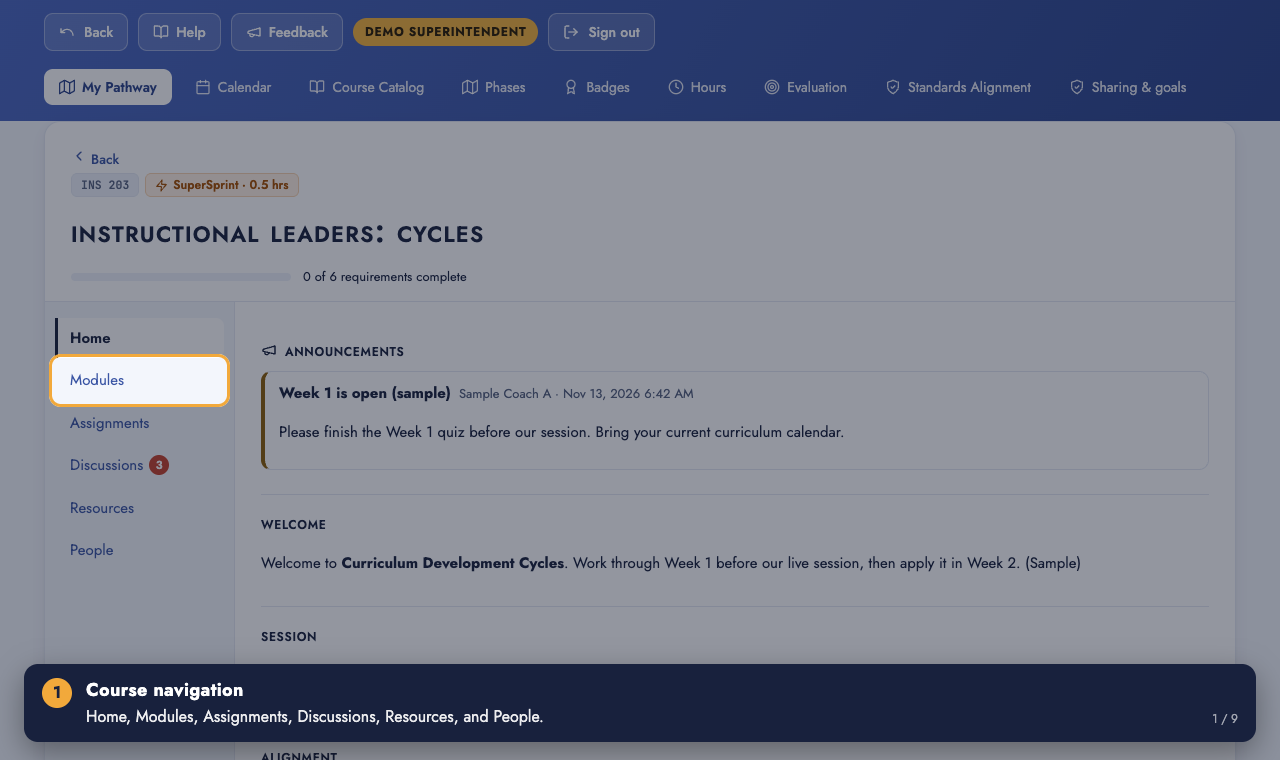 Back
Help
Feedback
DEMO SUPERINTENDENT
Sign out
My Pathway
Calendar
Course Catalog
Phases
Badges
Hours
Evaluation
Standards Alignment
Sharing & goals
Back
INS 203
SuperSprint · 0.5 hrs
INSTRUCTIONAL LEADERS: CYCLES
0 of 6 requirements complete
Home
Modules
Assignments
Discussions 3
Resources
People
ANNOUNCEMENTS
Week 1 is open (sample) Sample Coach A · Nov 13, 2026 6:42 AM
Please finish the Week 1 quiz before our session. Bring your current curriculum calendar.
WELCOME
Welcome to Curriculum Development Cycles. Work through Week 1 before our live session, then apply it in Week 2. (Sample)
SESSION
1
Course navigation
Home, Modules, Assignments, Discussions, Resources, and People.
1 / 9
ALIGNMENT